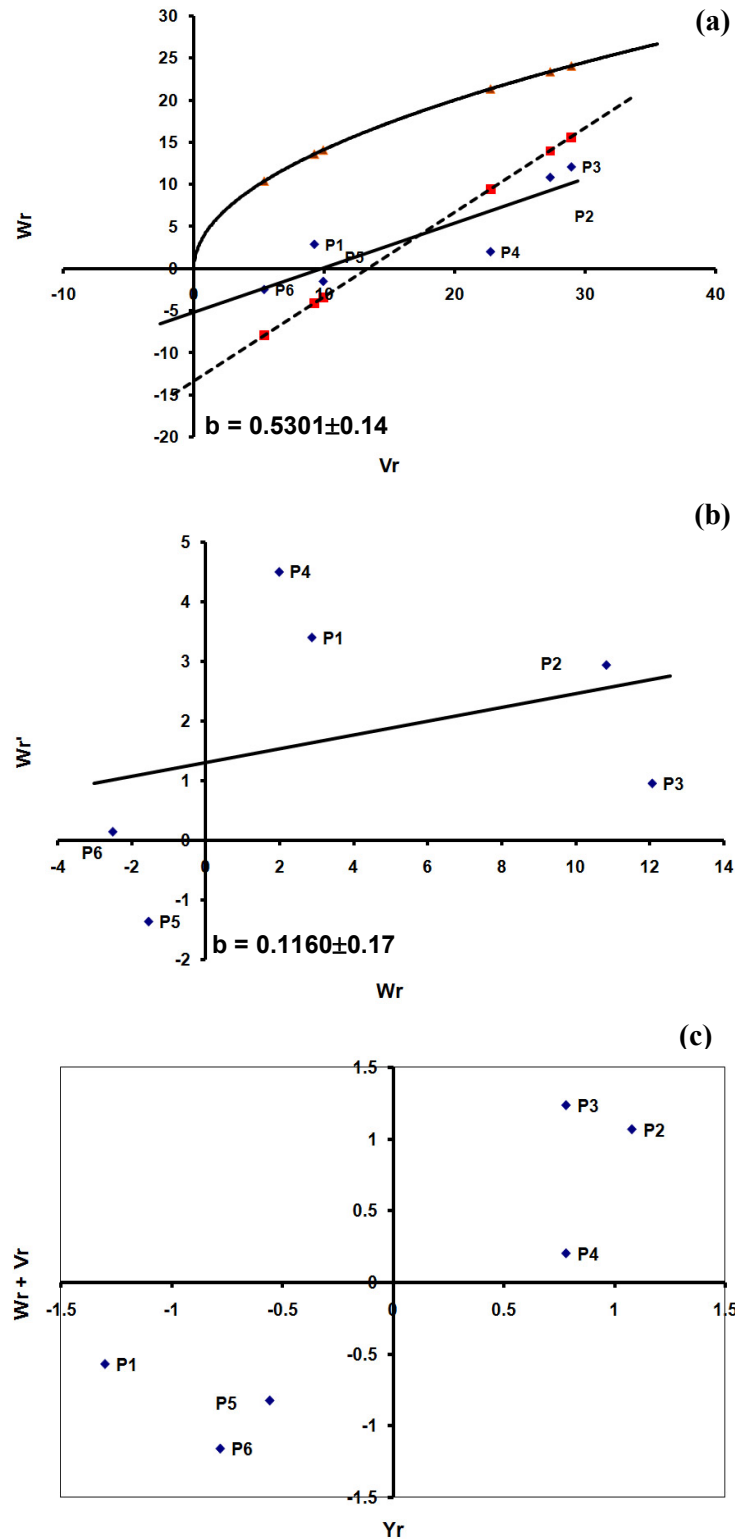 (a)
30
25
20
15
10
5
0
-5
-10
-15
-20
-10
0
10
20
30
40
Wr
Vr
P3
P2
P1
P5
P4
P6
b = 0.5301±0.14
(b)
5
4
3
2
1
0
-1
-2
-4
-2
0
2
4
6
8
10
12
14
Wr'
Wr
P4
P1
P2
P3
P6
P5
b = 0.1160±0.17
(c)
1.5
1
0.5
0
-0.5
-1
-1.5
-1.5
-1
-0.5
0
0.5
1
1.5
Wr + Vr
Yr
P3
P2
P4
P1
P5
P6